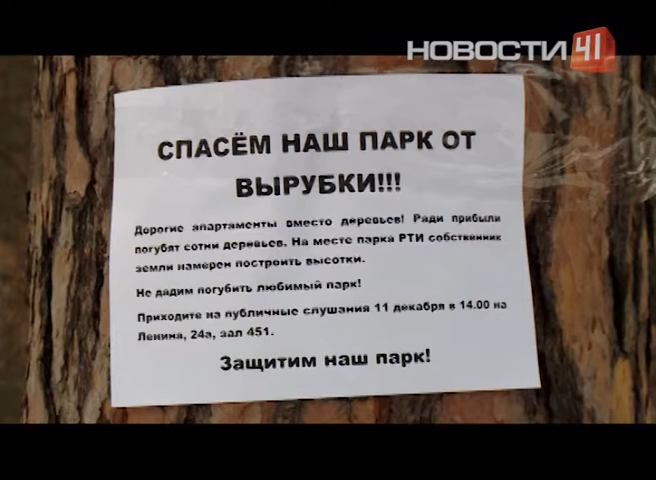 НОВОСТИ 41
СПАСЁМ НАШ ПАРК ОТ
ВЫРУБКИ!!!
Дорогие апартаменты вместо деревьев! Ради прибыли
погубят сотни деревьев. На месте парка РТИ собственник
земли намерен построить высотки.
Не дадим погубить любимый парк!
Приходите на публичные слушания 11 декабря в 14.00 на
Ленина, 24а, зал 451.
Защитим наш парк!